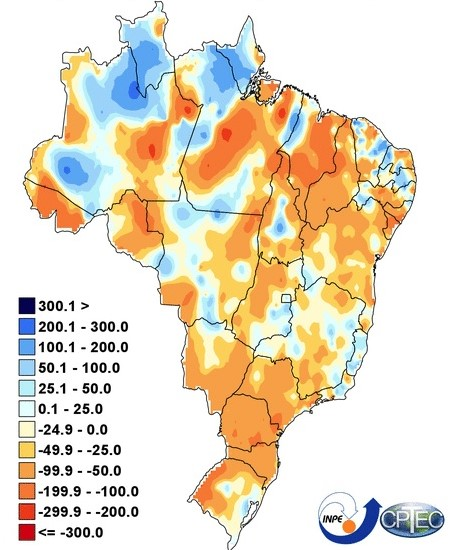 300.1 >
200.1 - 300.0
100.1 - 200.0
50.1 - 100.0
25.1 - 50.0
0.1 - 25.0
-24.9 - 0.0
-49.9 - -25.0
-99.9 - -50.0
-199.9 - -100.0
-299.9 - -200.0
<= -300.0
INPE
CPTEC